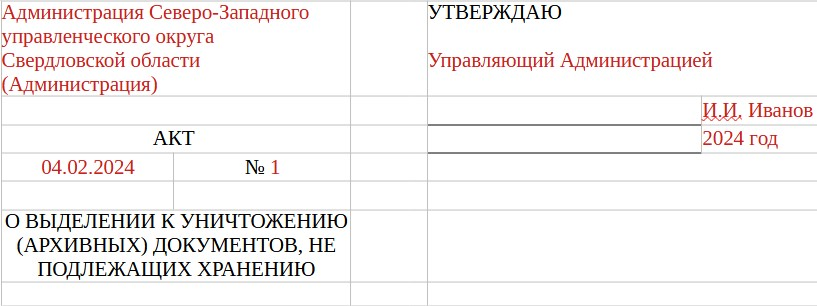 Администрация Северо-Западного
управленческого округа
Свердловской области
(Администрация)
УТВЕРЖДАЮ
Управляющий Администрацией
И.И. Иванов
АКТ
2024 год
04.02.2024
№ 1
О ВЫДЕЛЕНИИ К УНИЧТОЖЕНИЮ
(АРХИВНЫХ) ДОКУМЕНТОВ, НЕ
ПОДЛЕЖАЩИХ ХРАНЕНИЮ